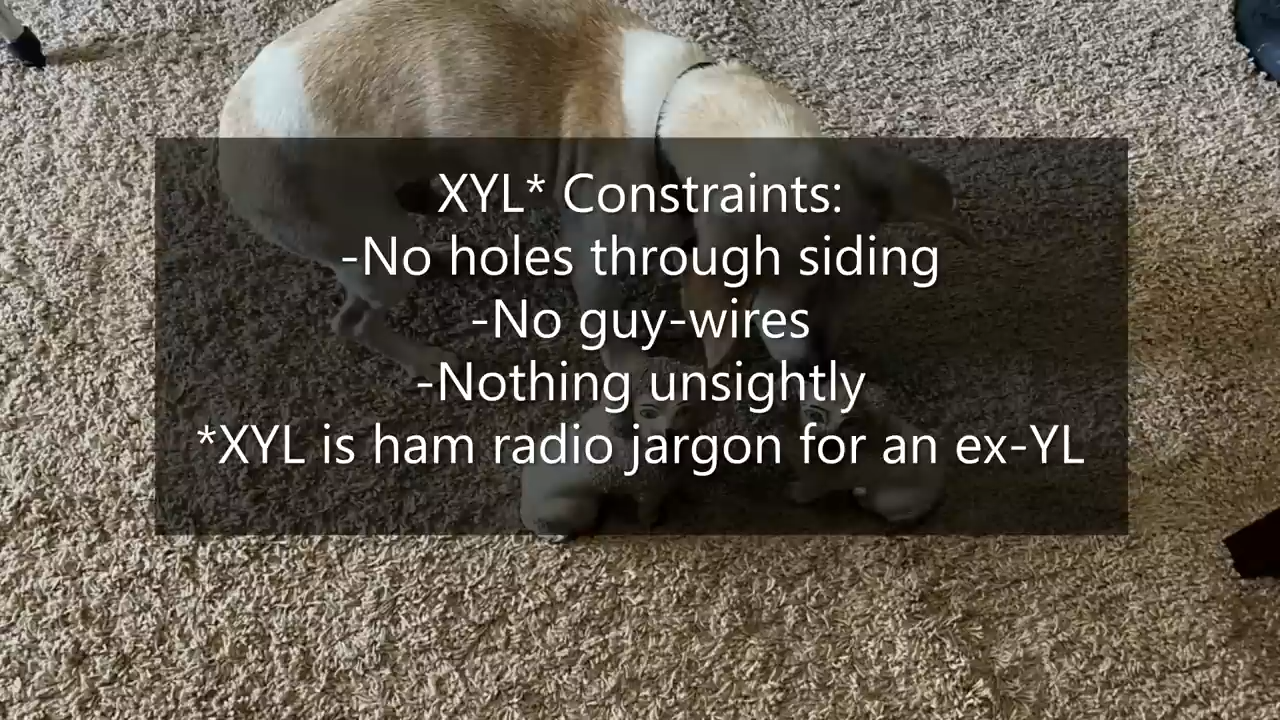 XYL* Constraints:
-No holes through siding
-No guy-wires
-Nothing unsightly
*XYL is ham radio jargon for an ex-YL